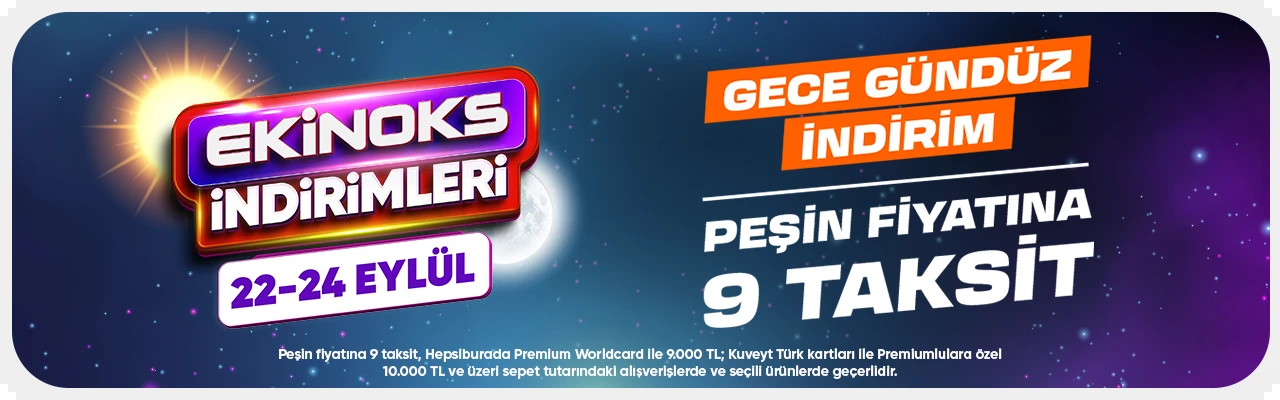 EKİNOKS
İNDİRİMLERİ
22-24 EYLÜL
GECE GÜNDÜZ
İNDİRİM
PEŞİN FİYATINA
9 TAKSİT
Peşin fiyatına 9 taksit, Hepsiburada Premium Worldcard ile 9.000 TL; Kuveyt Türk kartları ile Premiumlulara özel
10.000 TL ve üzeri sepet tutarındaki alışverişlerde ve seçili ürünlerde geçerlidir.